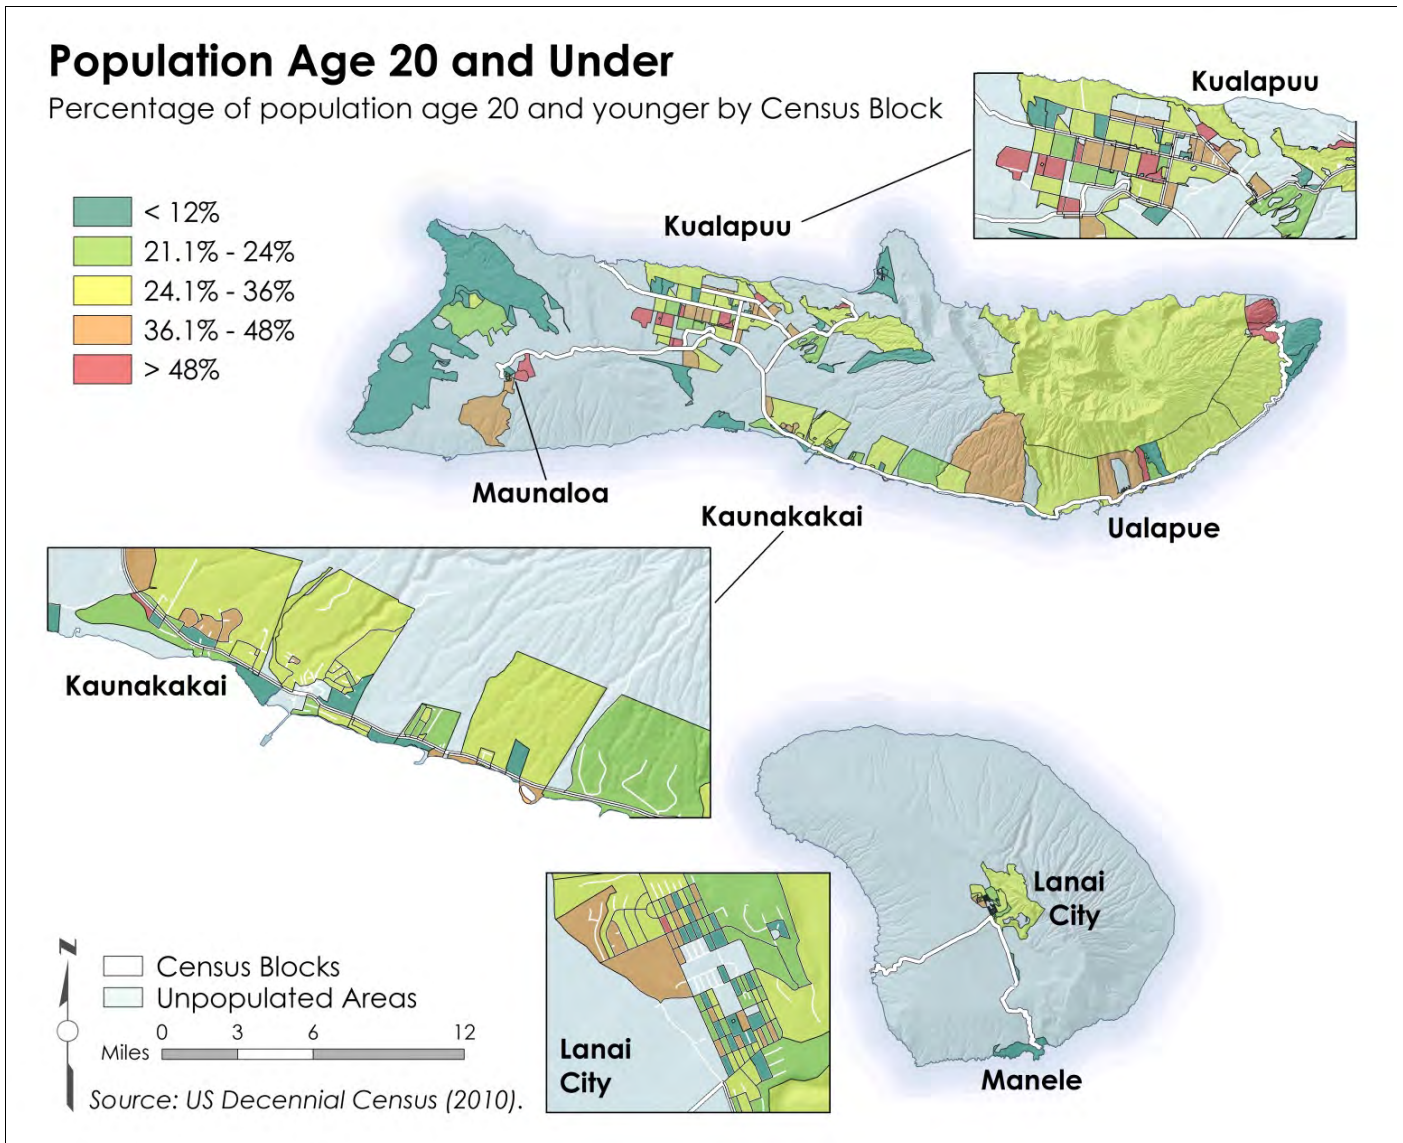 Population Age 20 and Under
Percentage of population age 20 and younger by Census Block
Kualapuu
< 12%
21.1% - 24%
24.1% - 36%
36.1% - 48%
> 48%
Kualapuu
Maunaloa
Kaunakakai
Ualapue
Kaunakakai
Lanai
City
Lanai
City
Manele
N
Census Blocks
Unpopulated Areas
0 3 6 12
Miles
Source: US Decennial Census (2010).